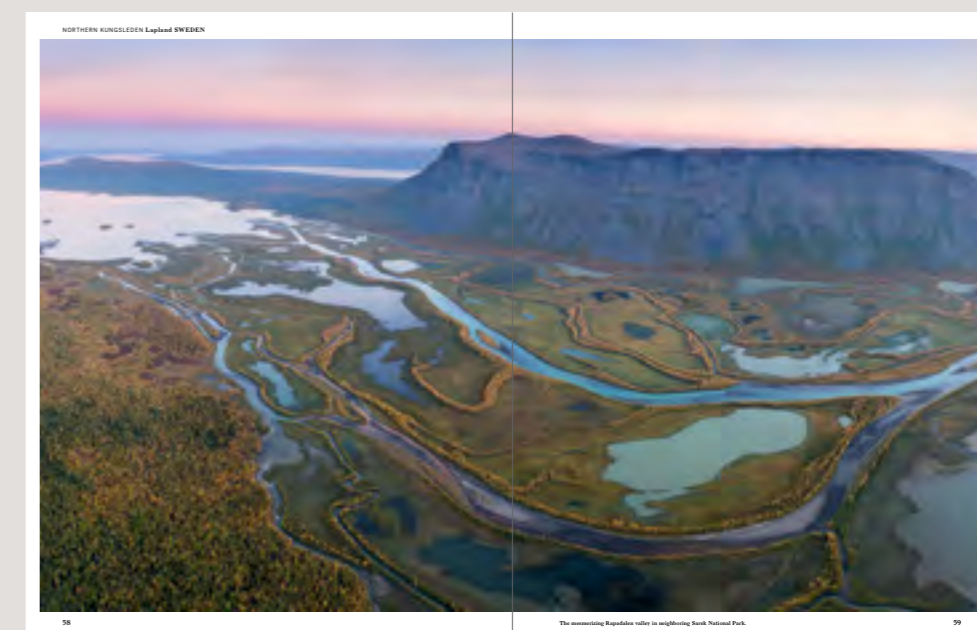 NORTHERN KUNGSLEDEN Lapland SWEDEN
58
The mesmerizing Rapadalen valley in neighboring Sarek National Park.
59